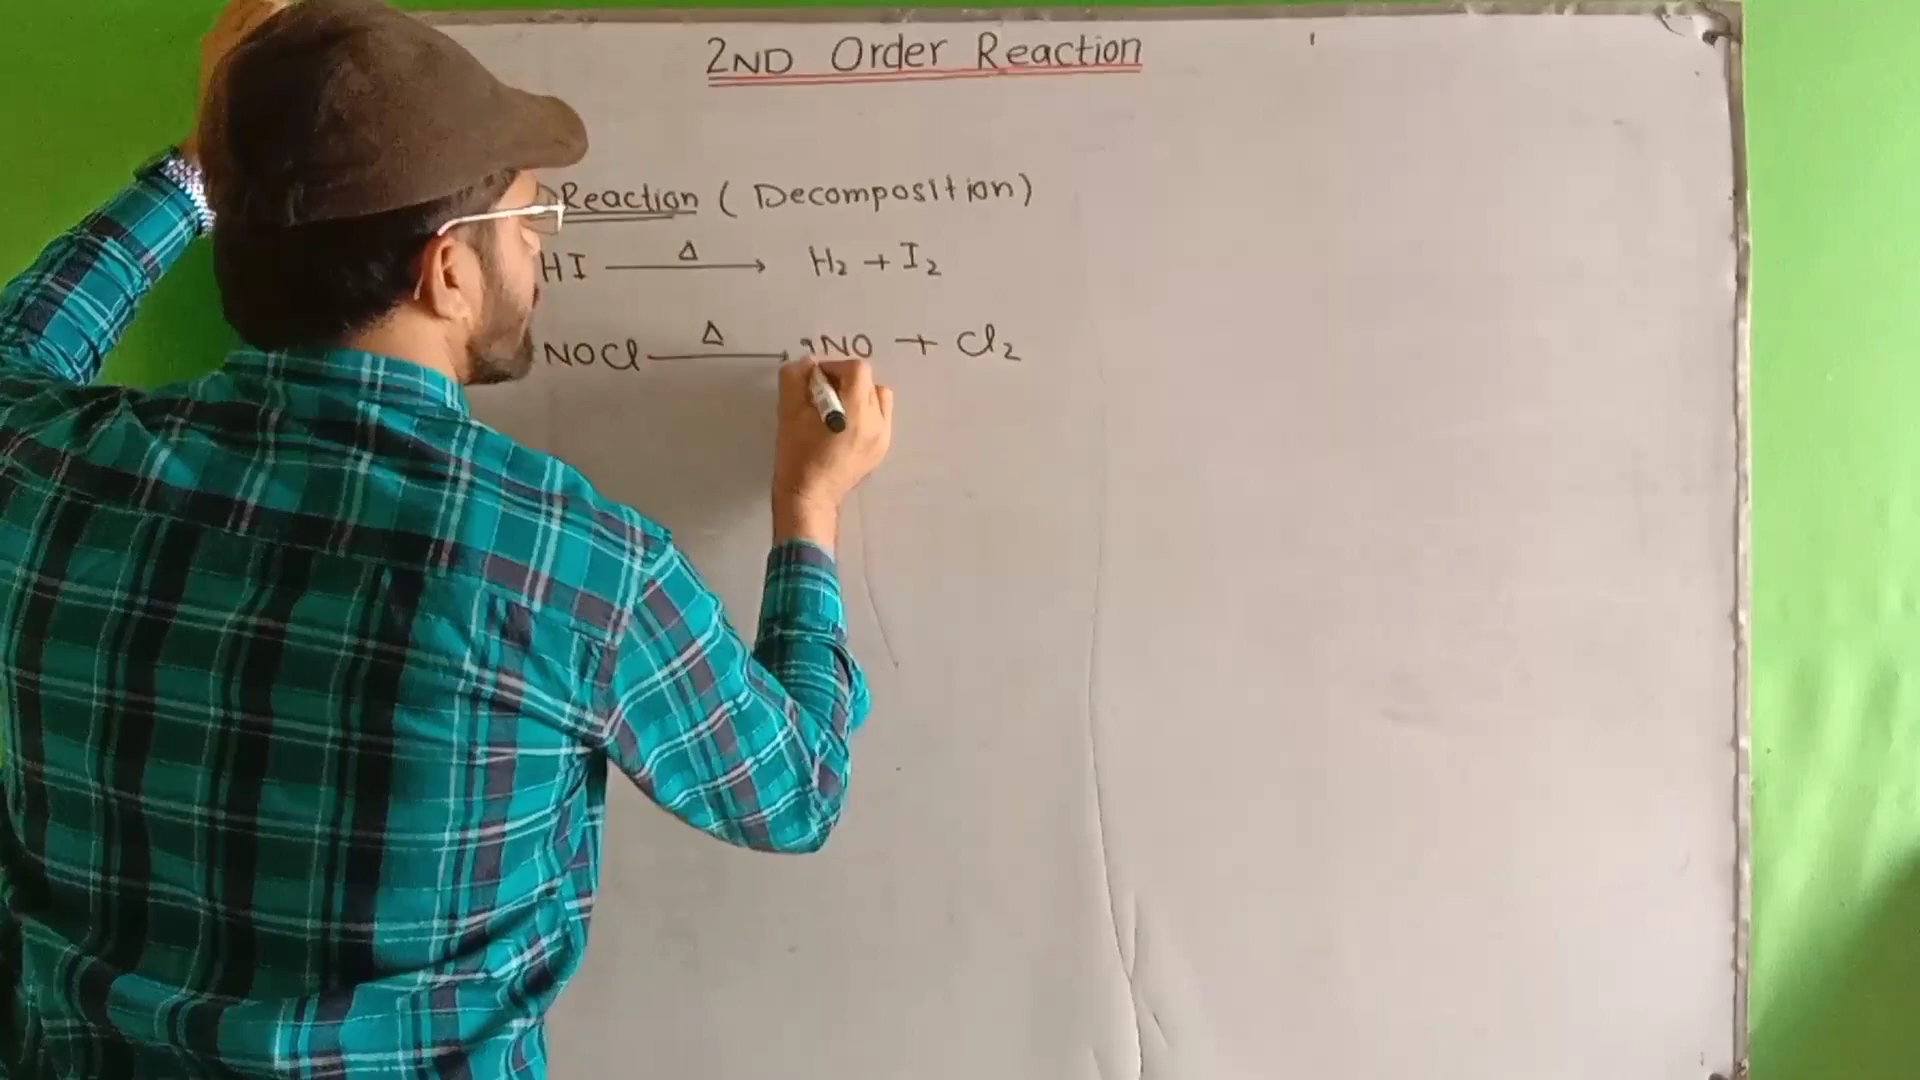 2ND Order Reaction
Reaction (Decomposition)
HI —Δ→ H₂ + I₂
NOCl —Δ→ NO + Cl₂